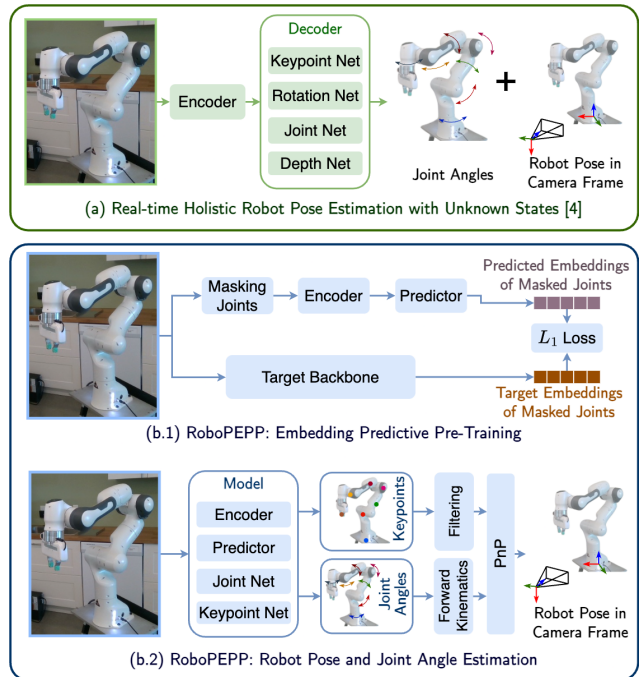 Decoder
Keypoint Net
Encoder
Rotation Net
Joint Net
Depth Net
+
Joint Angles
Robot Pose in
Camera Frame
(a) Real-time Holistic Robot Pose Estimation with Unknown States [4]
Predicted Embeddings
of Masked Joints
Masking
Joints
Encoder
Predictor
L₁ Loss
Target Backbone
Target Embeddings
of Masked Joints
(b.1) RoboPEPP: Embedding Predictive Pre-Training
Model
Encoder
Predictor
Joint Net
Keypoint Net
Keypoints
Joint
Angles
Filtering
Forward
Kinematics
PnP
Robot Pose in
Camera Frame
(b.2) RoboPEPP: Robot Pose and Joint Angle Estimation